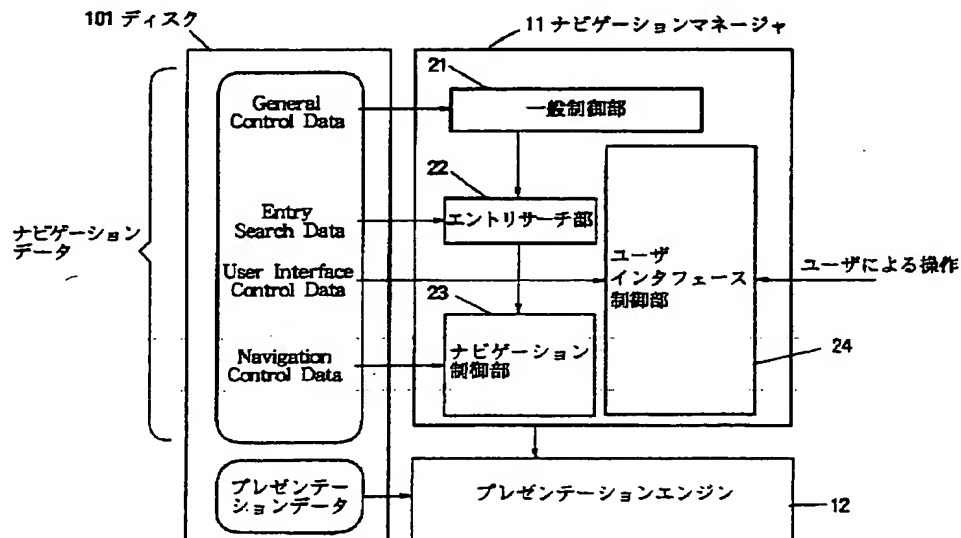 101 ディスク
11 ナビゲーションマネージャ
21
General
Control Data
一般制御部
22
Entry
Search Data
エントリサーチ部
ナビゲーション
データ
User Interface
Control Data
ユーザ
インタフェース
制御部
ユーザによる操作
23
Navigation
Control Data
ナビゲーション
制御部
24
プレゼンテー
ションデータ
プレゼンテーションエンジン
12